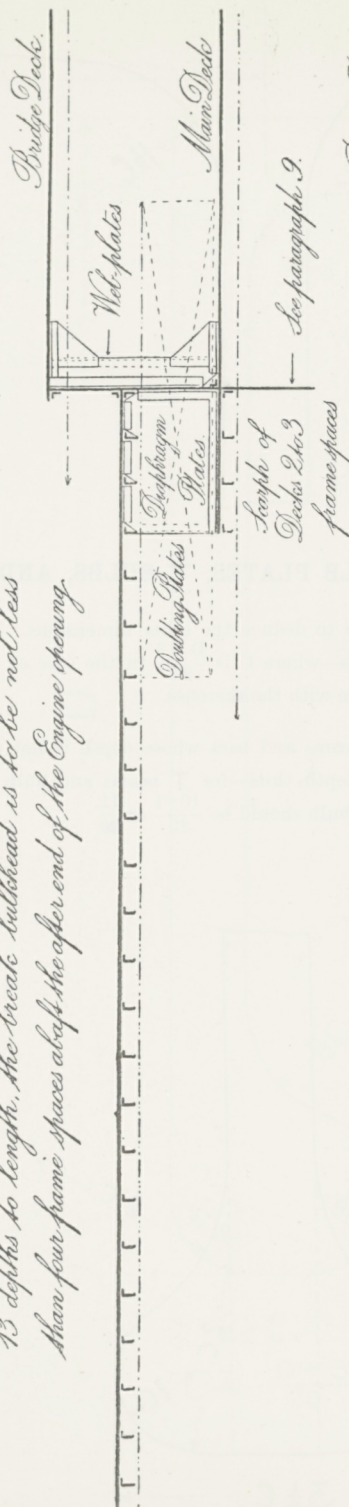 13 depths to length, the break bulkhead is to be not less
than four frame spaces abaft the after end of the Engine opening
Bridge Deck.
Web-plates
Main Deck
Diaphragm
Plates.
Doubling Plates
See paragraph 9.
Scarph of
Decks 2 to 3
frame spaces